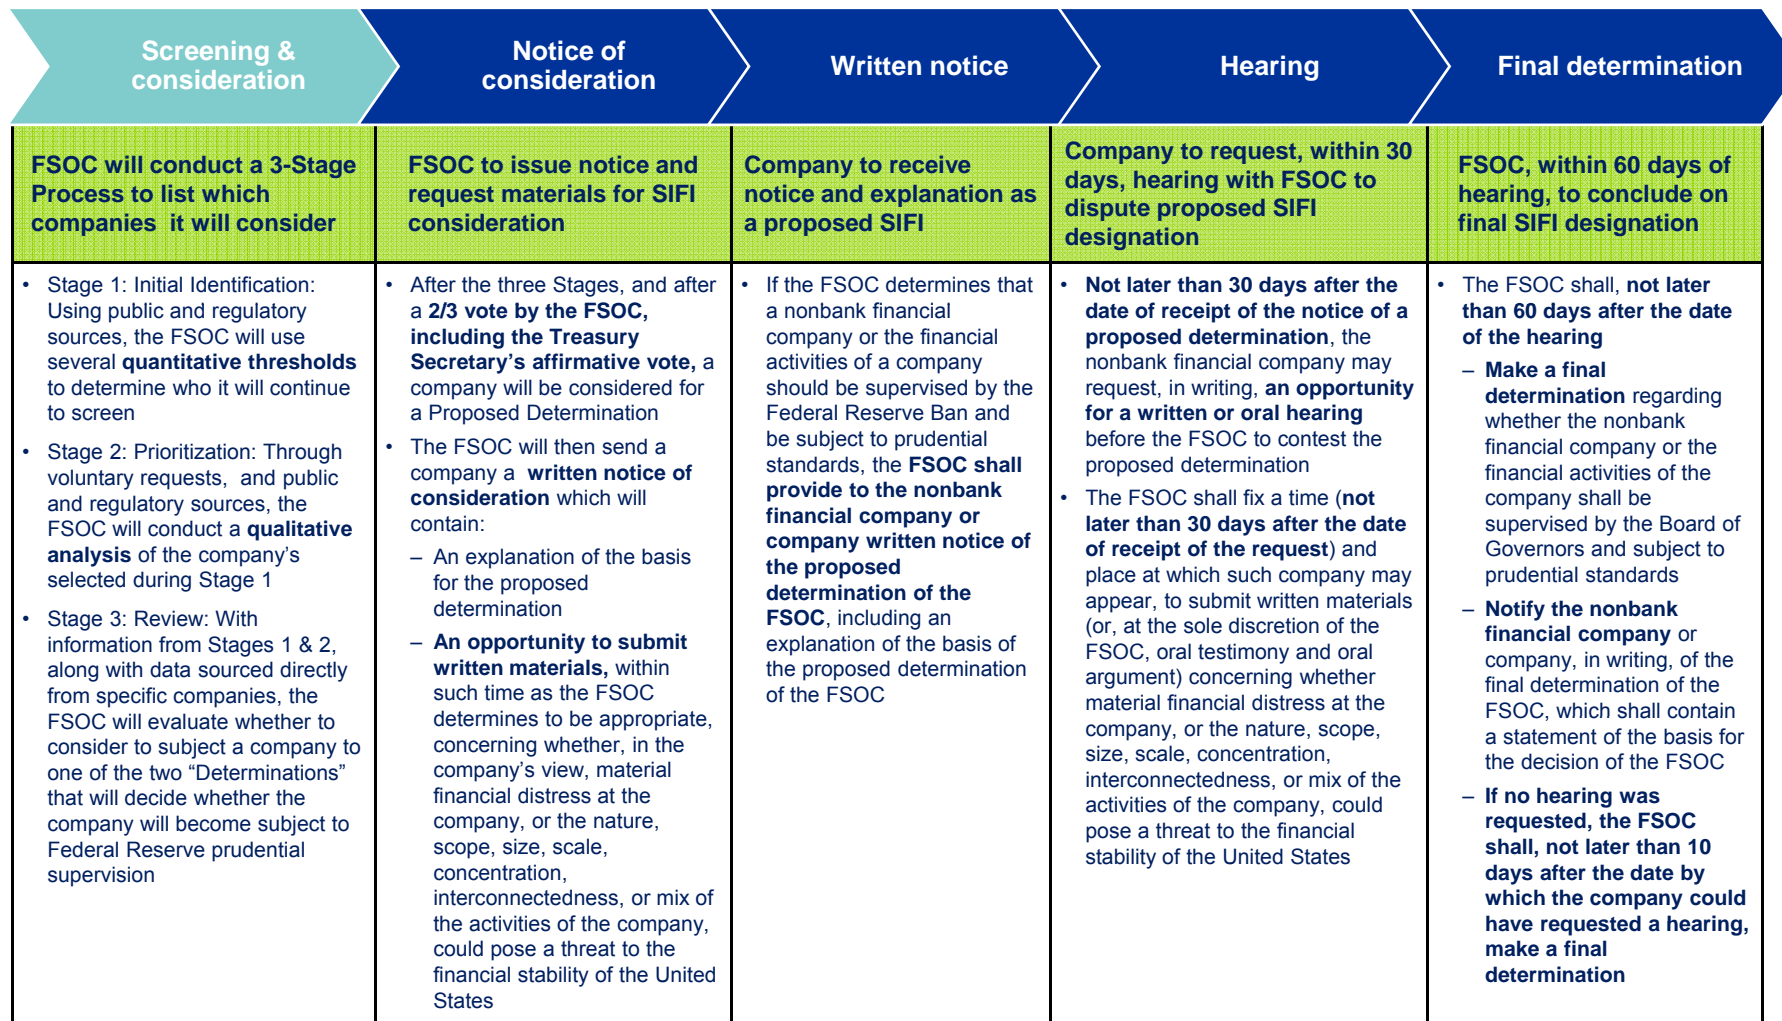 Screening &
consideration
Notice of
consideration
Written notice
Hearing
Final determination
FSOC will conduct a 3-Stage
Process to list which
companies it will consider
FSOC to issue notice and
request materials for SIFI
consideration
Company to receive
notice and explanation as
a proposed SIFI
Company to request, within 30
days, hearing with FSOC to
dispute proposed SIFI
designation
FSOC, within 60 days of
hearing, to conclude on
final SIFI designation
• Stage 1: Initial Identification:
Using public and regulatory
sources, the FSOC will use
several quantitative thresholds
to determine who it will continue
to screen
• Stage 2: Prioritization: Through
voluntary requests, and public
and regulatory sources, the
FSOC will conduct a qualitative
analysis of the company's
selected during Stage 1
• Stage 3: Review: With
information from Stages 1 & 2,
along with data sourced directly
from specific companies, the
FSOC will evaluate whether to
consider to subject a company to
one of the two “Determinations”
that will decide whether the
company will become subject to
Federal Reserve prudential
supervision
• After the three Stages, and after
a 2/3 vote by the FSOC,
including the Treasury
Secretary's affirmative vote, a
company will be considered for
a Proposed Determination
• The FSOC will then send a
company a written notice of
consideration which will
contain:
– An explanation of the basis
for the proposed
determination
– An opportunity to submit
written materials, within
such time as the FSOC
determines to be appropriate,
concerning whether, in the
company's view, material
financial distress at the
company, or the nature,
scope, size, scale,
concentration,
interconnectedness, or mix of
the activities of the company,
could pose a threat to the
financial stability of the United
States
• If the FSOC determines that
a nonbank financial
company or the financial
activities of a company
should be supervised by the
Federal Reserve Ban and
be subject to prudential
standards, the FSOC shall
provide to the nonbank
financial company or
company written notice of
the proposed
determination of the
FSOC, including an
explanation of the basis of
the proposed determination
of the FSOC
• Not later than 30 days after the
date of receipt of the notice of a
proposed determination, the
nonbank financial company may
request, in writing, an opportunity
for a written or oral hearing
before the FSOC to contest the
proposed determination
• The FSOC shall fix a time (not
later than 30 days after the date
of receipt of the request) and
place at which such company may
appear, to submit written materials
(or, at the sole discretion of the
FSOC, oral testimony and oral
argument) concerning whether
material financial distress at the
company, or the nature, scope,
size, scale, concentration,
interconnectedness, or mix of the
activities of the company, could
pose a threat to the financial
stability of the United States
• The FSOC shall, not later
than 60 days after the date
of the hearing
– Make a final
determination regarding
whether the nonbank
financial company or the
financial activities of the
company shall be
supervised by the Board of
Governors and subject to
prudential standards
– Notify the nonbank
financial company or
company, in writing, of the
final determination of the
FSOC, which shall contain
a statement of the basis for
the decision of the FSOC
– If no hearing was
requested, the FSOC
shall, not later than 10
days after the date by
which the company could
have requested a hearing,
make a final
determination